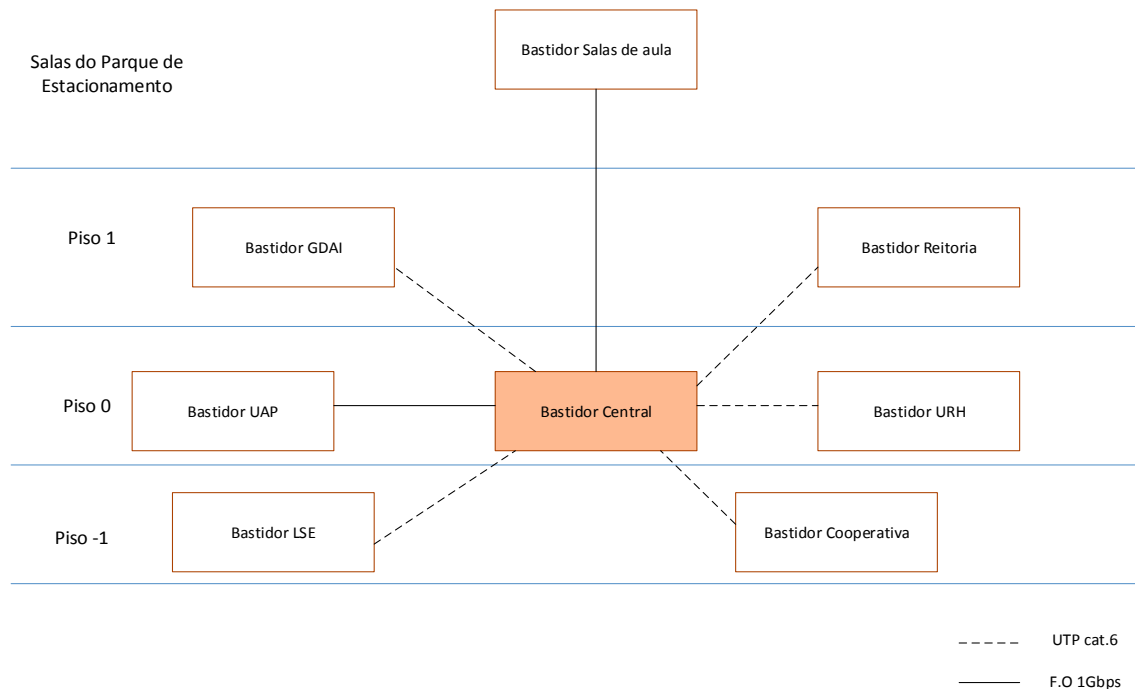 Bastidor Salas de aula
Salas do Parque de
Estacionamento
Piso 1
Bastidor GDAI
Bastidor Reitoria
Piso 0
Bastidor UAP
Bastidor Central
Bastidor URH
Piso -1
Bastidor LSE
Bastidor Cooperativa
UTP cat.6
F.O 1Gbps